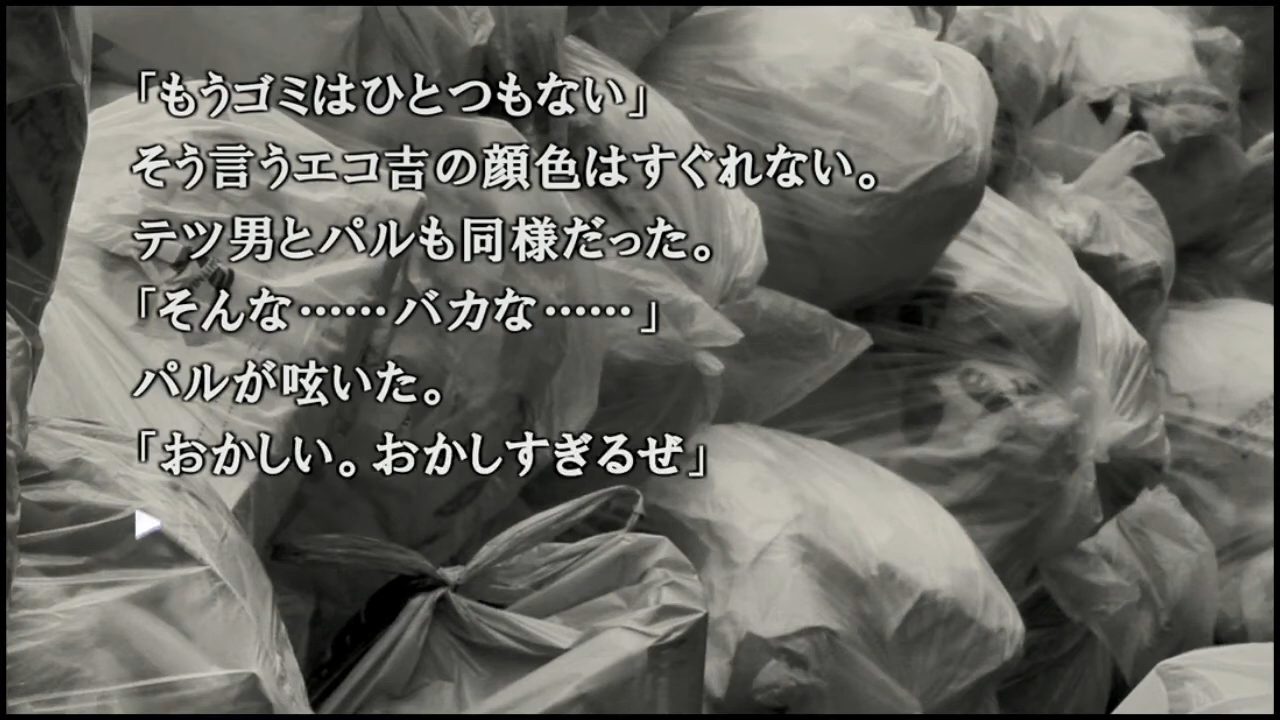 「もうゴミはひとつもない」
そう言うエコ吉の顔色はすぐれない。
テツ男とパルも同様だった。
「そんな……バカな……」
パルが呟いた。
「おかしい。おかしすぎるぜ」